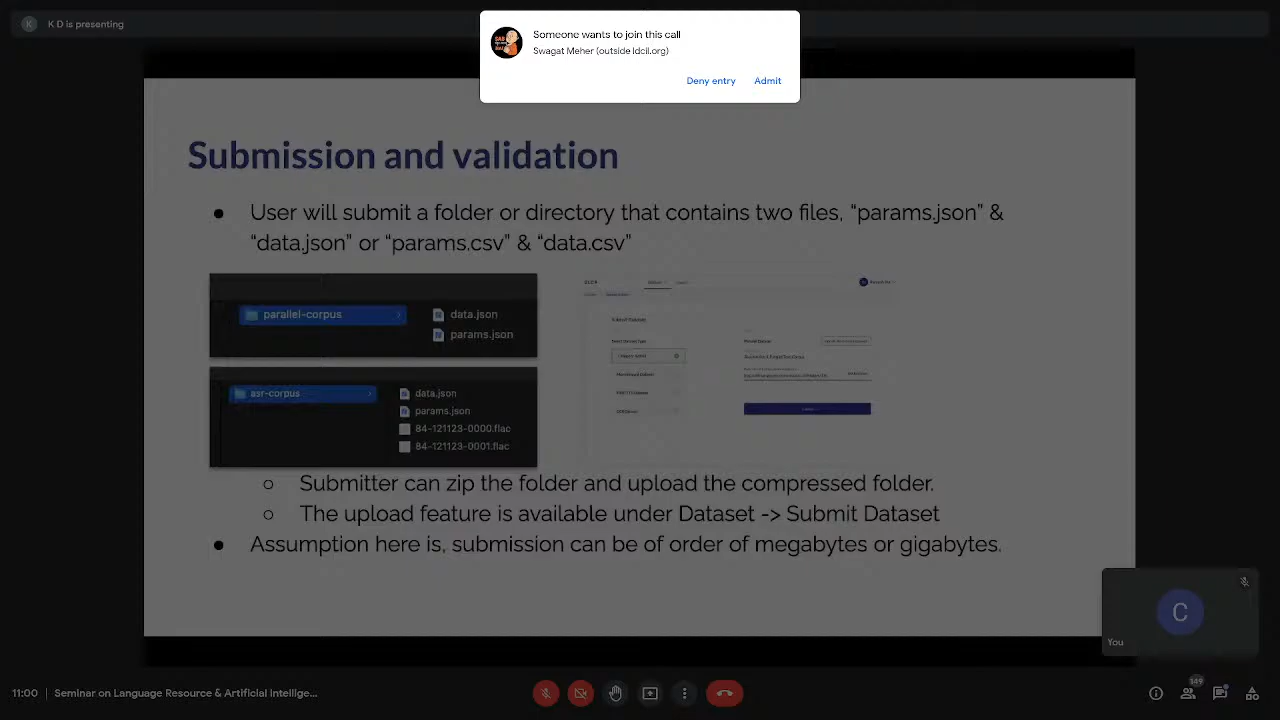 K
K D is presenting
Someone wants to join this call
Swagat Meher (outside ldcil.org)
Deny entry
Admit
Submission and validation
● User will submit a folder or directory that contains two files, “params.json” &
“data.json” or “params.csv” & “data.csv”
parallel-corpus
data.json
params.json
asr-corpus
data.json
params.json
84-121123-0000.flac
84-121123-0001.flac
Submit Dataset
○ Submitter can zip the folder and upload the compressed folder.
○ The upload feature is available under Dataset -> Submit Dataset
● Assumption here is, submission can be of order of megabytes or gigabytes.
C
You
11:00 | Seminar on Language Resource & Artificial Intellige...
149